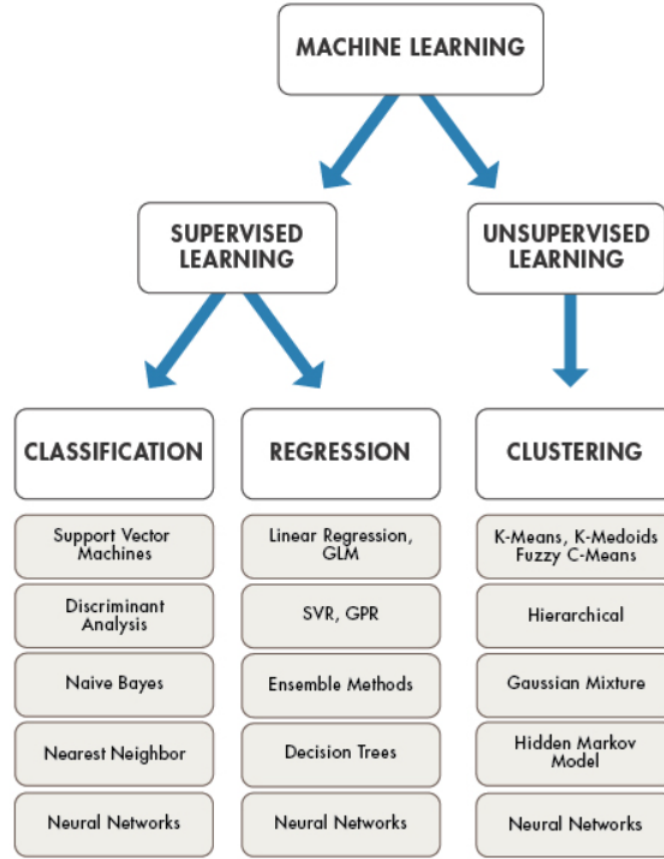 MACHINE LEARNING
SUPERVISED
LEARNING
UNSUPERVISED
LEARNING
CLASSIFICATION
Support Vector
Machines
Discriminant
Analysis
Naive Bayes
Nearest Neighbor
Neural Networks
REGRESSION
Linear Regression,
GLM
SVR, GPR
Ensemble Methods
Decision Trees
Neural Networks
CLUSTERING
K-Means, K-Medoids
Fuzzy C-Means
Hierarchical
Gaussian Mixture
Hidden Markov
Model
Neural Networks